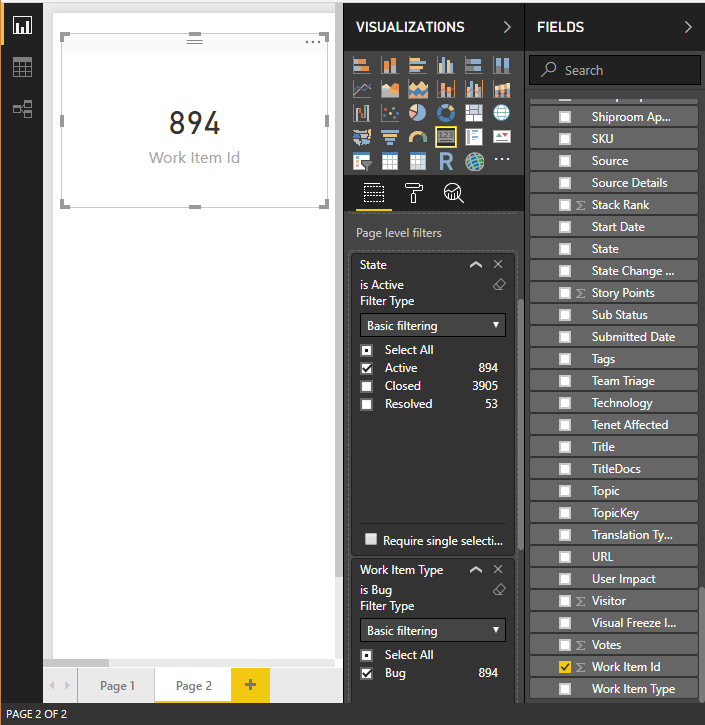 894
Work Item Id
VISUALIZATIONS
123
R
...
Page level filters
State
is Active
Filter Type
Basic filtering
Select All
Active 894
Closed 3905
Resolved 53
Require single selecti...
Work Item Type
is Bug
Filter Type
Basic filtering
Select All
Bug 894
FIELDS
Search
Shiproom Ap...
SKU
Source
Source Details
Σ Stack Rank
Start Date
State
State Change ...
Σ Story Points
Sub Status
Submitted Date
Tags
Team Triage
Technology
Tenet Affected
Title
TitleDocs
Topic
TopicKey
Translation Ty...
URL
User Impact
Σ Visitor
Visual Freeze I...
Σ Votes
Σ Work Item Id
Work Item Type
Page 1
Page 2
+
PAGE 2 OF 2